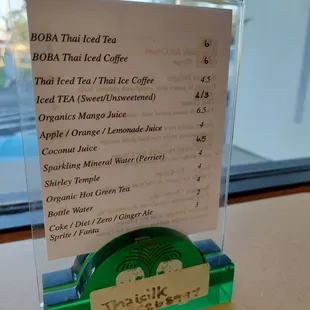 BOBA Thai Iced Tea 6
BOBA Thai Iced Coffee 6
Thai Iced Tea / Thai Ice Coffee 4.5
Iced TEA (Sweet/Unsweetened) 4/3
Organics Mango Juice 6.5
Apple / Orange / Lemonade Juice 4
Coconut Juice 4.5
Sparkling Mineral Water (Perrier) 4
Shirley Temple 4
Organic Hot Green Tea 4
Bottle Water 2
Coke / Diet / Zero / Ginger Ale 3
Sprite / Fanta
Thaisilk